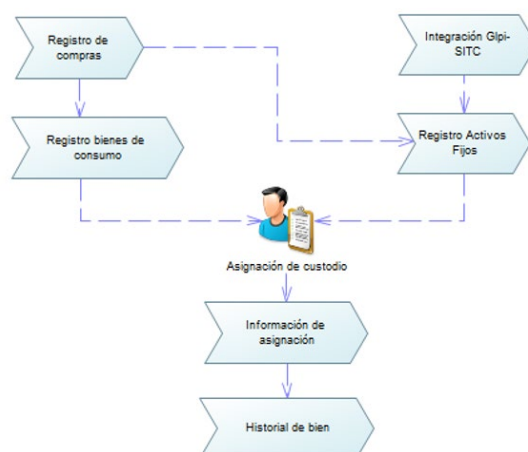 Registro de
compras
Integración Glpi-
SITC
Registro bienes de
consumo
Registro Activos
Fijos
Asignación de custodio
Información de
asignación
Historial de bien